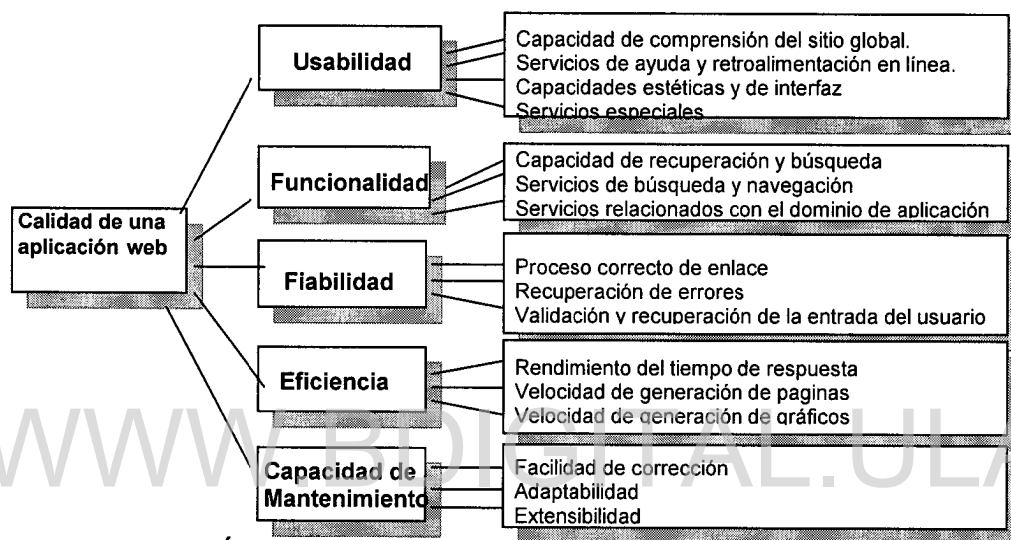 Usabilidad
Capacidad de comprensión del sitio global.
Servicios de ayuda y retroalimentación en línea.
Capacidades estéticas y de interfaz
Servicios especiales
Funcionalidad
Capacidad de recuperación y búsqueda
Servicios de búsqueda y navegación
Servicios relacionados con el dominio de aplicación
Calidad de una
aplicación web
Fiabilidad
Proceso correcto de enlace
Recuperación de errores
Validación y recuperación de la entrada del usuario
Eficiencia
Rendimiento del tiempo de respuesta
Velocidad de generación de paginas
Velocidad de generación de gráficos
Capacidad de
Mantenimiento
Facilidad de corrección
Adaptabilidad
Extensibilidad
WWW.BDIGITAL.ULA